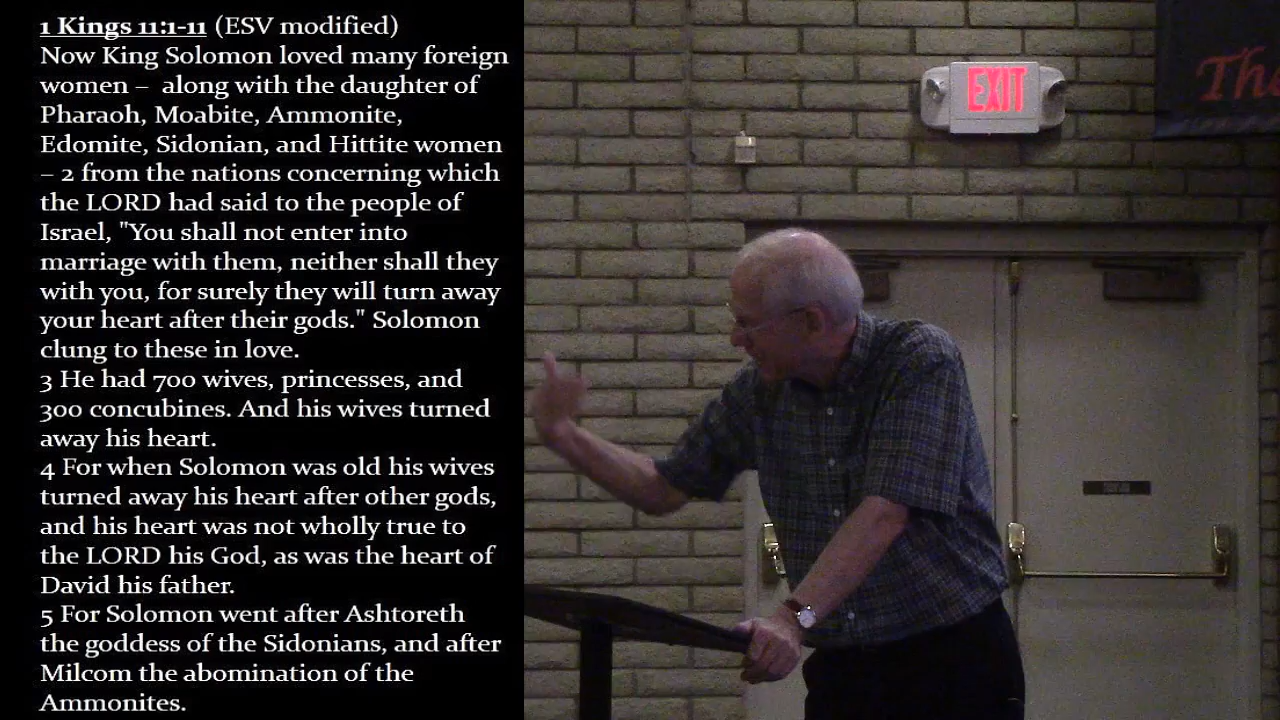 1 Kings 11:1-11 (ESV modified)
Now King Solomon loved many foreign
women – along with the daughter of
Pharaoh, Moabite, Ammonite,
Edomite, Sidonian, and Hittite women
– 2 from the nations concerning which
the LORD had said to the people of
Israel, "You shall not enter into
marriage with them, neither shall they
with you, for surely they will turn away
your heart after their gods." Solomon
clung to these in love.
3 He had 700 wives, princesses, and
300 concubines. And his wives turned
away his heart.
4 For when Solomon was old his wives
turned away his heart after other gods,
and his heart was not wholly true to
the LORD his God, as was the heart of
David his father.
5 For Solomon went after Ashtoreth
the goddess of the Sidonians, and after
Milcom the abomination of the
Ammonites.
EXIT